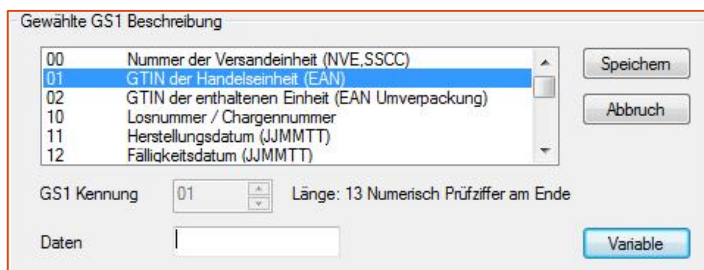 Gewählte GS1 Beschreibung
00 Nummer der Versandeinheit (NVE,SSCC)
01 GTIN der Handelseinheit (EAN)
02 GTIN der enthaltenen Einheit (EAN Umverpackung)
10 Losnummer / Chargennummer
11 Herstellungsdatum (JJMMTT)
12 Fälligkeitsdatum (JJMMTT)
Speichern
Abbruch
GS1 Kennung 01 Länge: 13 Numerisch Prüfziffer am Ende
Daten Variable